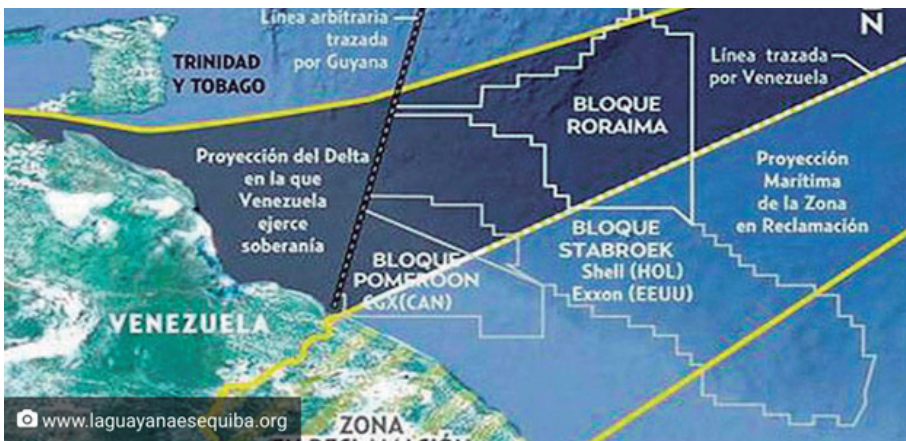 Línea arbitraria
trazada
por Guyana
N
TRINIDAD
Y TOBAGO
Línea trazada
por Venezuela
BLOQUE
RORAIMA
Proyección del Delta
en la que
Venezuela
ejerce
soberanía
Proyección
Marítima
de la Zona
en Reclamación
BLOQUE
STABROEK
Shell (HOL)
Exxon (EEUU)
BLOQUE
POMEROON
CGX(CAN)
VENEZUELA
www.laguayanaesequiba.org
ZONA
EN RECLAMACIÓN